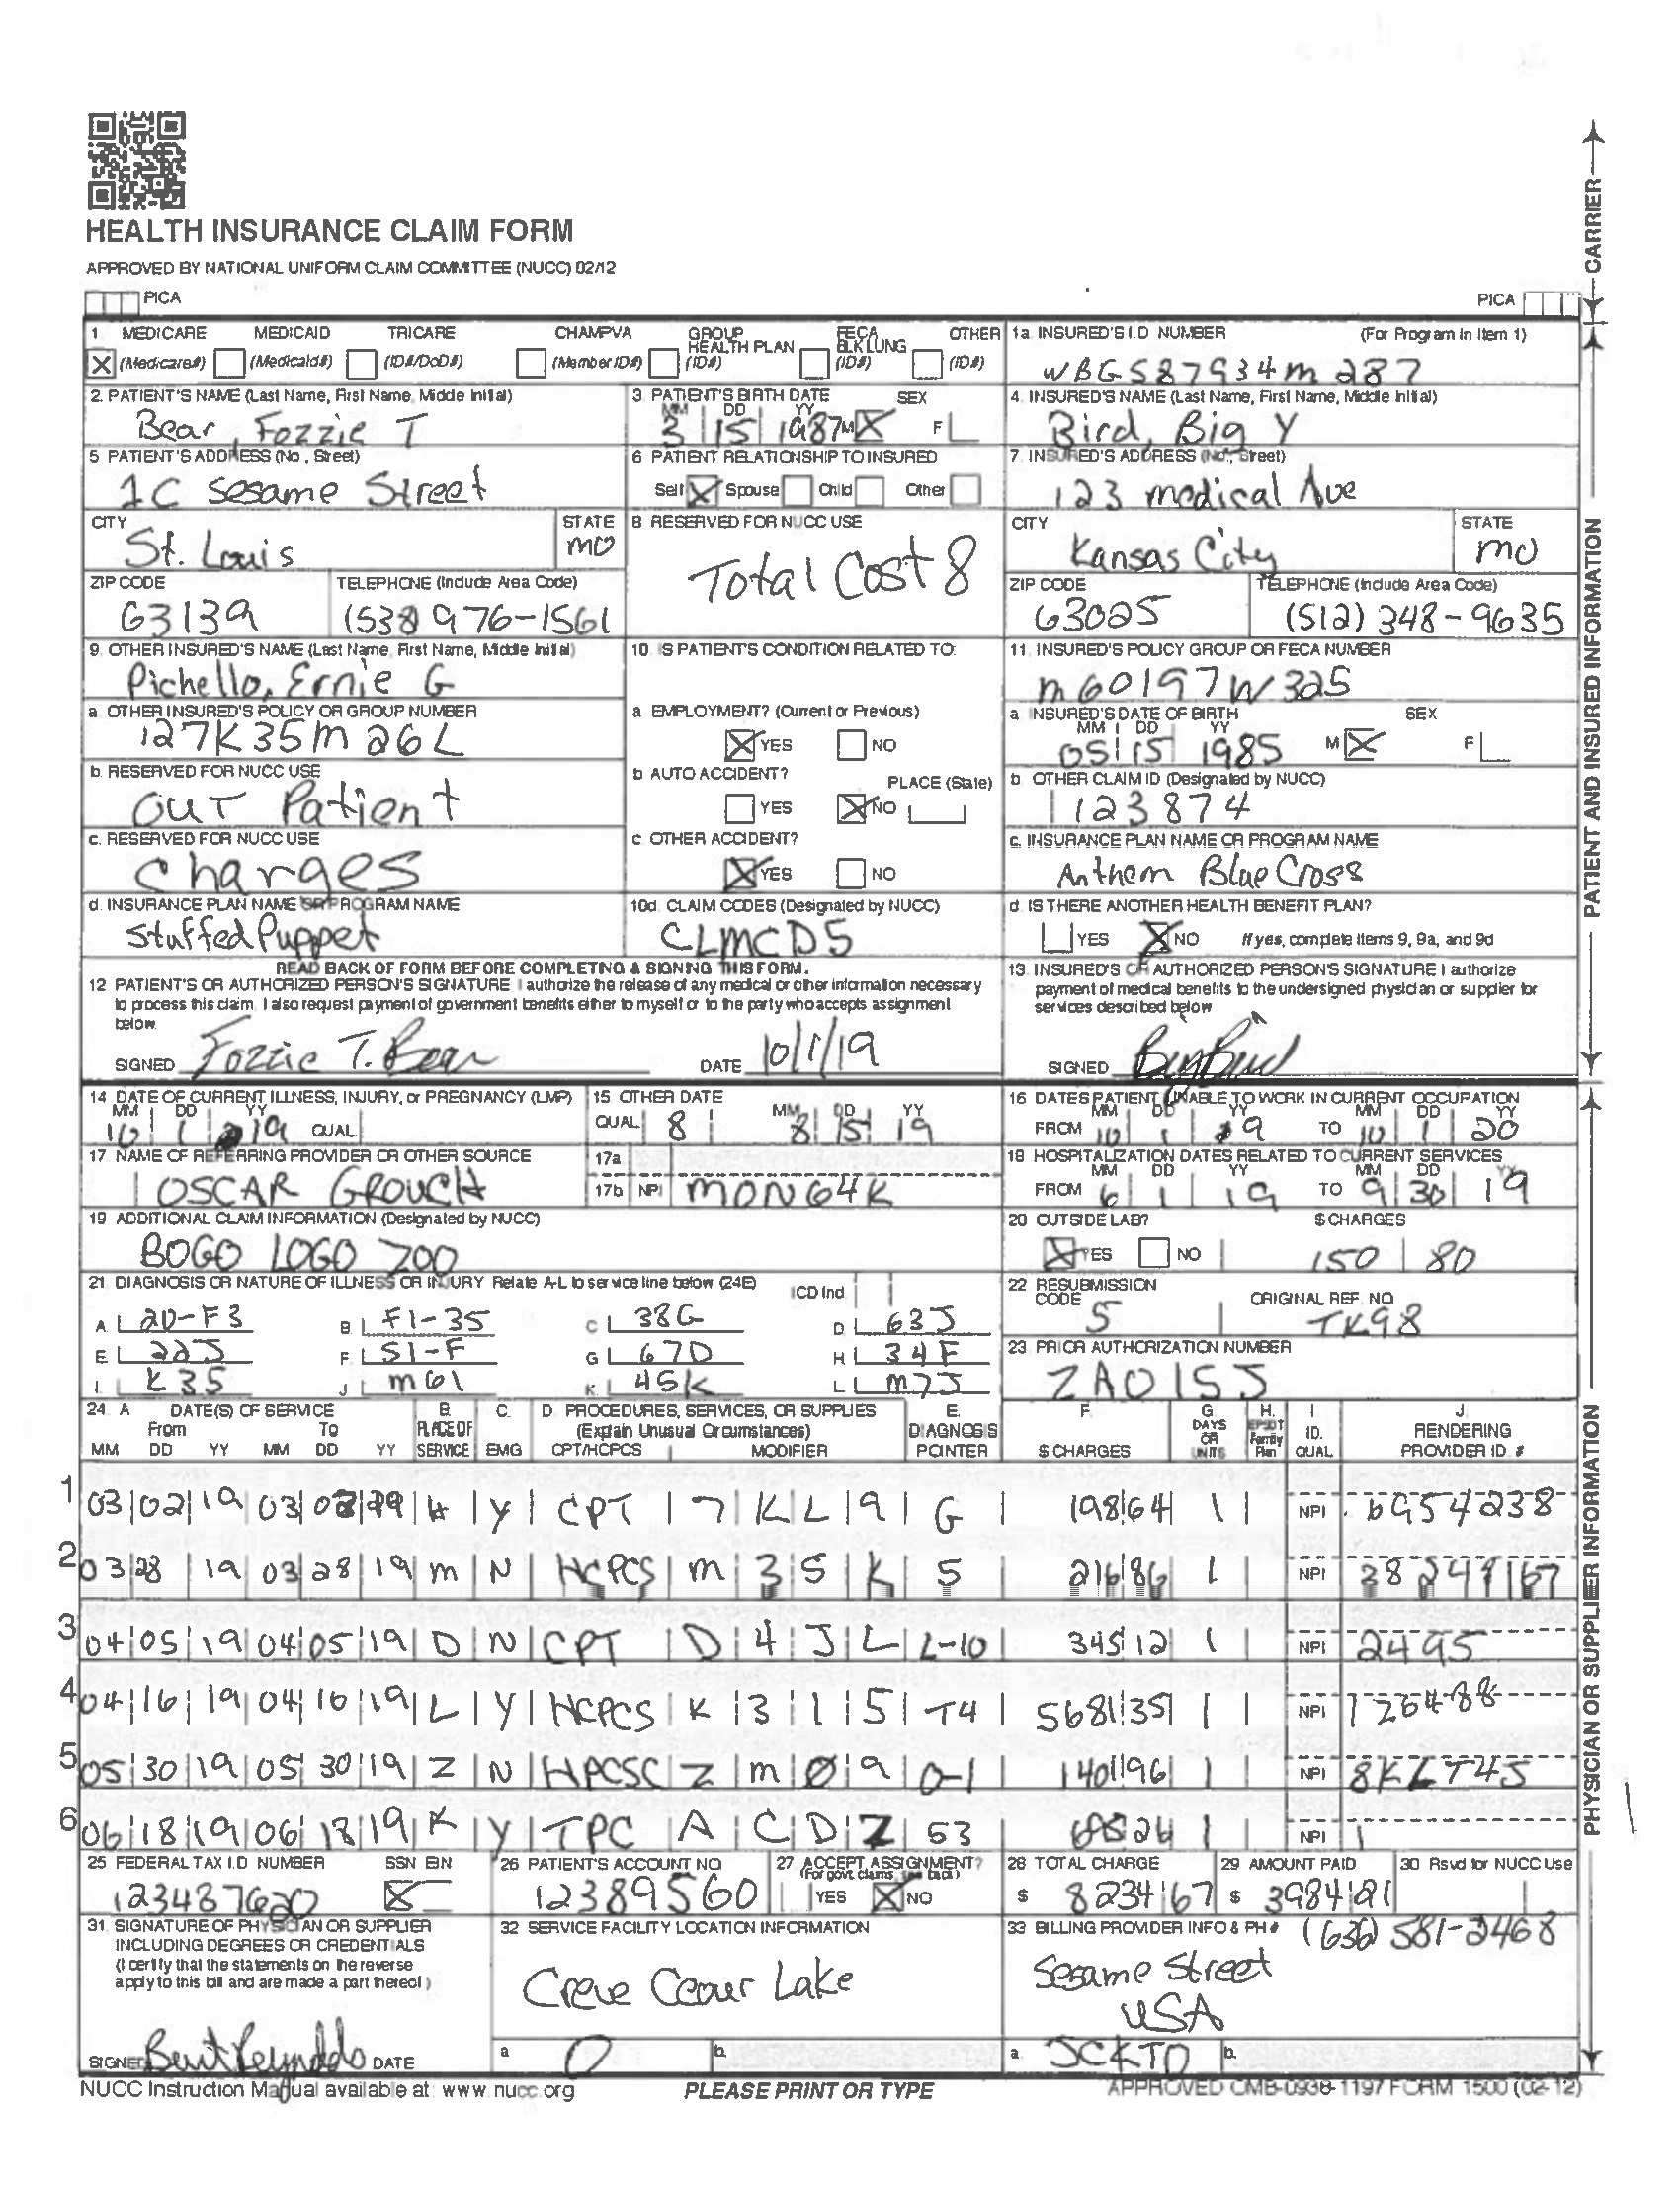 HEALTH INSURANCE CLAIM FORM
APPROVED BY NATIONAL UNIFORM CLAIM COMMITTEE (NUCC) 02/12
PICA PICA
CARRIER
1. MEDICARE MEDICAID TRICARE CHAMPVA GROUP HEALTH PLAN FECA BLK LUNG OTHER
X (Medicare#) (Medicaid#) (ID#/DoD#) (Member ID#) (ID#) (ID#) (ID#)
1a. INSURED'S I.D. NUMBER (For Program in Item 1)
WBGS87934m287
2. PATIENT'S NAME (Last Name, First Name, Middle Initial)
Bear, Fozzie T
3. PATIENT'S BIRTH DATE SEX
MM DD YY
3 15 1987 M X F
4. INSURED'S NAME (Last Name, First Name, Middle Initial)
Bird, Big Y
5. PATIENT'S ADDRESS (No., Street)
1C Sesame Street
6. PATIENT RELATIONSHIP TO INSURED
Self X Spouse Child Other
7. INSURED'S ADDRESS (No., Street)
123 medical Ave
CITY STATE
St. Louis MO
8 RESERVED FOR NUCC USE
Total Cost 8
CITY STATE
Kansas City MO
ZIP CODE TELEPHONE (Include Area Code)
63139 (538) 976-1561
ZIP CODE TELEPHONE (Include Area Code)
63025 (512) 348-9635
9. OTHER INSURED'S NAME (Last Name, First Name, Middle Initial)
Pichello, Ernie G
10. IS PATIENT'S CONDITION RELATED TO:
11. INSURED'S POLICY GROUP OR FECA NUMBER
m60197W325
a. OTHER INSURED'S POLICY OR GROUP NUMBER
127K35m26L
a. EMPLOYMENT? (Current or Previous)
X YES NO
a. INSURED'S DATE OF BIRTH SEX
MM DD YY
05 15 1985 M X F
b. RESERVED FOR NUCC USE
OUT Patient
b. AUTO ACCIDENT? PLACE (State)
YES X NO
b. OTHER CLAIM ID (Designated by NUCC)
123874
c. RESERVED FOR NUCC USE
Charges
c. OTHER ACCIDENT?
X YES NO
c. INSURANCE PLAN NAME OR PROGRAM NAME
Anthem Blue Cross
d. INSURANCE PLAN NAME OR PROGRAM NAME
Stuffed Puppet
10d. CLAIM CODES (Designated by NUCC)
CLMCD5
d. IS THERE ANOTHER HEALTH BENEFIT PLAN?
YES X NO If yes, complete items 9, 9a, and 9d
READ BACK OF FORM BEFORE COMPLETING & SIGNING THIS FORM.
12. PATIENT'S OR AUTHORIZED PERSON'S SIGNATURE I authorize the release of any medical or other information necessary
to process this claim. I also request payment of government benefits either to myself or to the party who accepts assignment
below
SIGNED Fozzie T. Bear DATE 10/1/19
13. INSURED'S OR AUTHORIZED PERSON'S SIGNATURE I authorize
payment of medical benefits to the undersigned physician or supplier for
services described below
SIGNED Big Bird
PATIENT AND INSURED INFORMATION
14 DATE OF CURRENT ILLNESS, INJURY, or PREGNANCY (LMP)
MM DD YY
10 1 19 QUAL
15 OTHER DATE
QUAL 8 MM DD YY
8 15 19
16 DATES PATIENT UNABLE TO WORK IN CURRENT OCCUPATION
MM DD YY MM DD YY
FROM 10 1 19 TO 10 1 20
17. NAME OF REFERRING PROVIDER OR OTHER SOURCE
OSCAR GROUCH
17a
17b NPI MONG4K
18 HOSPITALIZATION DATES RELATED TO CURRENT SERVICES
MM DD YY MM DD YY
FROM 6 1 19 TO 9 30 19
19 ADDITIONAL CLAIM INFORMATION (Designated by NUCC)
BOGO LOGO 700
20 OUTSIDE LAB? $ CHARGES
X YES NO 150 80
21. DIAGNOSIS OR NATURE OF ILLNESS OR INJURY Relate A-L to service line below (24E) ICD Ind.
A. 20-F3 B. F1-35 C. 38G D. 63J
E. 22J F. S1-F G. 67D H. 34F
I. K35 J. m61 K. 45K L. M7J
22 RESUBMISSION CODE ORIGINAL REF. NO
5 TK98
23. PRIOR AUTHORIZATION NUMBER
ZA015J
24. A DATE(S) OF SERVICE B. C. D. PROCEDURES, SERVICES, OR SUPPLIES E. F. G. H. I. J.
From To PLACE OF (Explain Unusual Circumstances) DIAGNOSIS DAYS OR UNITS EPSDT Family Plan ID. RENDERING
MM DD YY MM DD YY SERVICE EMG CPT/HCPCS MODIFIER POINTER $ CHARGES QUAL PROVIDER ID. #
1 03 02 19 03 Y CPT 7 K L 9 G 198 64 1 NPI 6954238
2 03 28 19 03 28 19 m N HCPCS m 3 5 K 5 216 86 1 NPI
3 04 05 19 04 05 19 D N CPT D 4 J L L-10 345 12 1 NPI 2495
4 04 16 19 04 16 19 L Y HCPCS K 3 1 5 T4 5681 35 1 NPI 126488
5 05 30 19 05 30 19 Z N HPCSC Z m 0 9 0-1 1401 96 1 NPI 8KLT45
6 06 18 19 06 18 19 K Y TPC A C D Z 53 26 1 NPI
25 FEDERAL TAX I.D. NUMBER SSN EIN
1234387620 X
26 PATIENT'S ACCOUNT NO
12389560
27 ACCEPT ASSIGNMENT? (For govt. claims, see back)
YES X NO
28 TOTAL CHARGE
$ 8234 67
29 AMOUNT PAID
$ 3984 21
30 Rsvd for NUCC Use
31. SIGNATURE OF PHYSICIAN OR SUPPLIER
INCLUDING DEGREES OR CREDENTIALS
(I certify that the statements on the reverse
apply to this bill and are made a part thereof.)
SIGNED Burt Reynolds DATE
32 SERVICE FACILITY LOCATION INFORMATION
Creve Ceour Lake
a. 0 b.
33 BILLING PROVIDER INFO & PH # (636) 581-2468
Sesame Street
USA
a. JCKTD b.
PHYSICIAN OR SUPPLIER INFORMATION
NUCC Instruction Manual available at: www.nucc.org
PLEASE PRINT OR TYPE
APPROVED OMB-0938-1197 FORM 1500 (02-12)